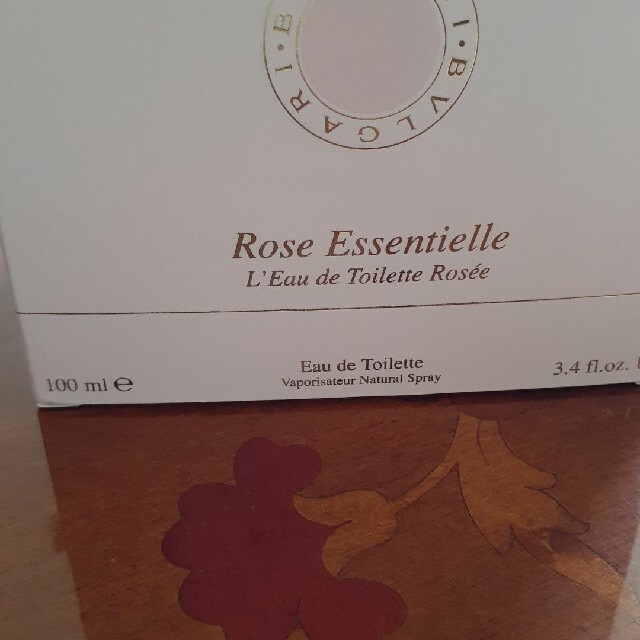 BVLGARI · B
Rose Essentielle
L'Eau de Toilette Rosée
Eau de Toilette
Vaporisateur Natural Spray
100 ml ℮
3.4 fl.oz.